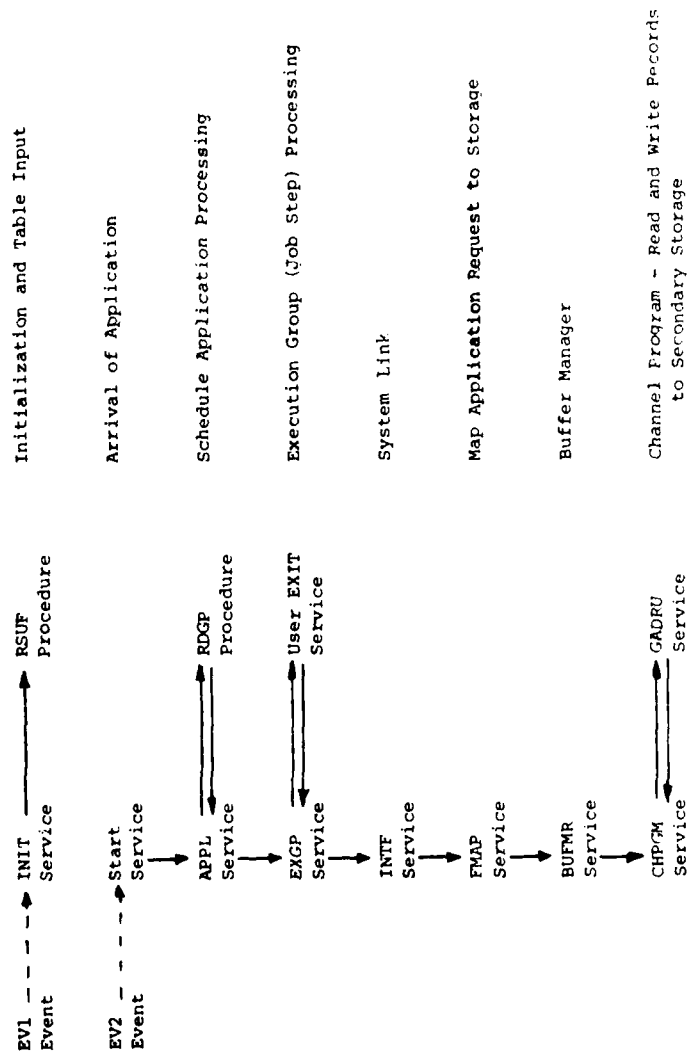 EV1 INIT RSUF Initialization and Table Input
Event Service Procedure
EV2 Start Arrival of Application
Event Service
APPL RDGP Schedule Application Processing
Service Procedure
EXGP User EXIT Execution Group (Job Step) Processing
Service Service
INTF System Link
Service
FMAP Map Application Request to Storage
Service
BUFMR Buffer Manager
Service
CHPGM GADRU Channel Program - Read and Write Records
Service Service to Secondary Storage